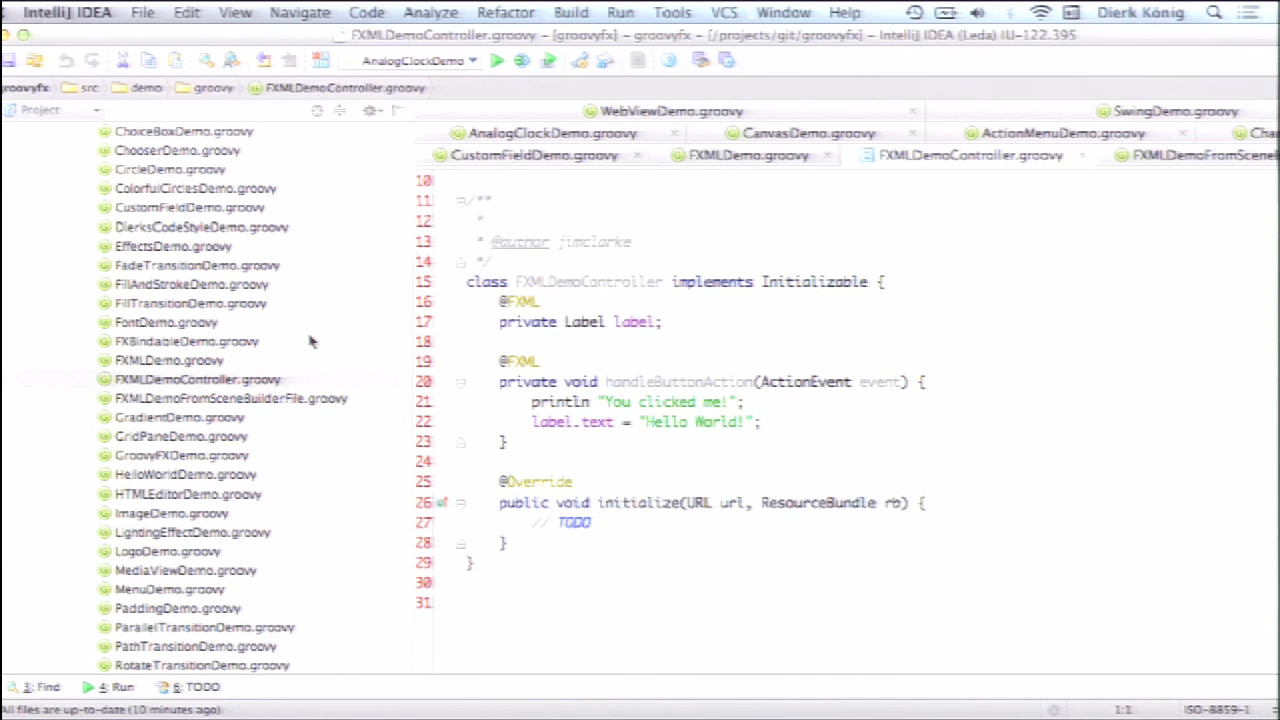 IntelliJ IDEA File Edit View Navigate Code Analyze Refactor Build Run Tools VCS Window Help Dierk König
FXMLDemoController.groovy – [groovyfx] – groovyfx – [/projects/git/groovyfx] – IntelliJ IDEA (Leda) IU-122.395
AnalogClockDemo
groovyfx src demo groovy FXMLDemoController.groovy
Project
WebViewDemo.groovy SwingDemo.groovy
AnalogClockDemo.groovy CanvasDemo.groovy ActionMenuDemo.groovy Cha
CustomFieldDemo.groovy FXMLDemo.groovy FXMLDemoController.groovy FXMLDemoFromSceneB
ChoiceBoxDemo.groovy
ChooserDemo.groovy
CircleDemo.groovy
ColorfulCirclesDemo.groovy
CustomFieldDemo.groovy
DierksCodeStyleDemo.groovy
EffectsDemo.groovy
FadeTransitionDemo.groovy
FillAndStrokeDemo.groovy
FillTransitionDemo.groovy
FontDemo.groovy
FXBindableDemo.groovy
FXMLDemo.groovy
FXMLDemoController.groovy
FXMLDemoFromSceneBuilderFile.groovy
GradientDemo.groovy
GridPaneDemo.groovy
GroovyFXDemo.groovy
HelloWorldDemo.groovy
HTMLEditorDemo.groovy
ImageDemo.groovy
LightingEffectDemo.groovy
LogoDemo.groovy
MediaViewDemo.groovy
MenuDemo.groovy
PaddingDemo.groovy
ParallelTransitionDemo.groovy
PathTransitionDemo.groovy
RotateTransitionDemo.groovy
10
11 /**
12 *
13 * @author jimclarke
14 */
15 class FXMLDemoController implements Initializable {
16 @FXML
17 private Label label;
18
19 @FXML
20 private void handleButtonAction(ActionEvent event) {
21 println "You clicked me!";
22 label.text = "Hello World!";
23 }
24
25 @Override
26 public void initialize(URL url, ResourceBundle rb) {
27 // TODO
28 }
29 }
30
31
3: Find 4: Run 6: TODO
All files are up-to-date (10 minutes ago) 1:1 ISO-8859-1